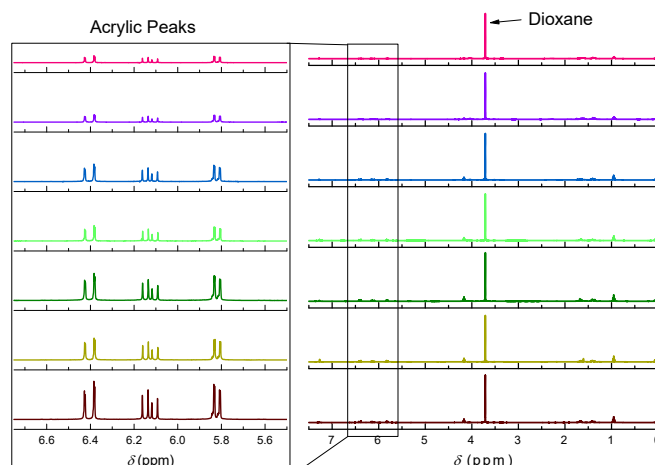 Acrylic Peaks
Dioxane
6.6 6.4 6.2 6.0 5.8 5.6
7 6 5 4 3 2 1 0
δ (ppm)
δ (ppm)